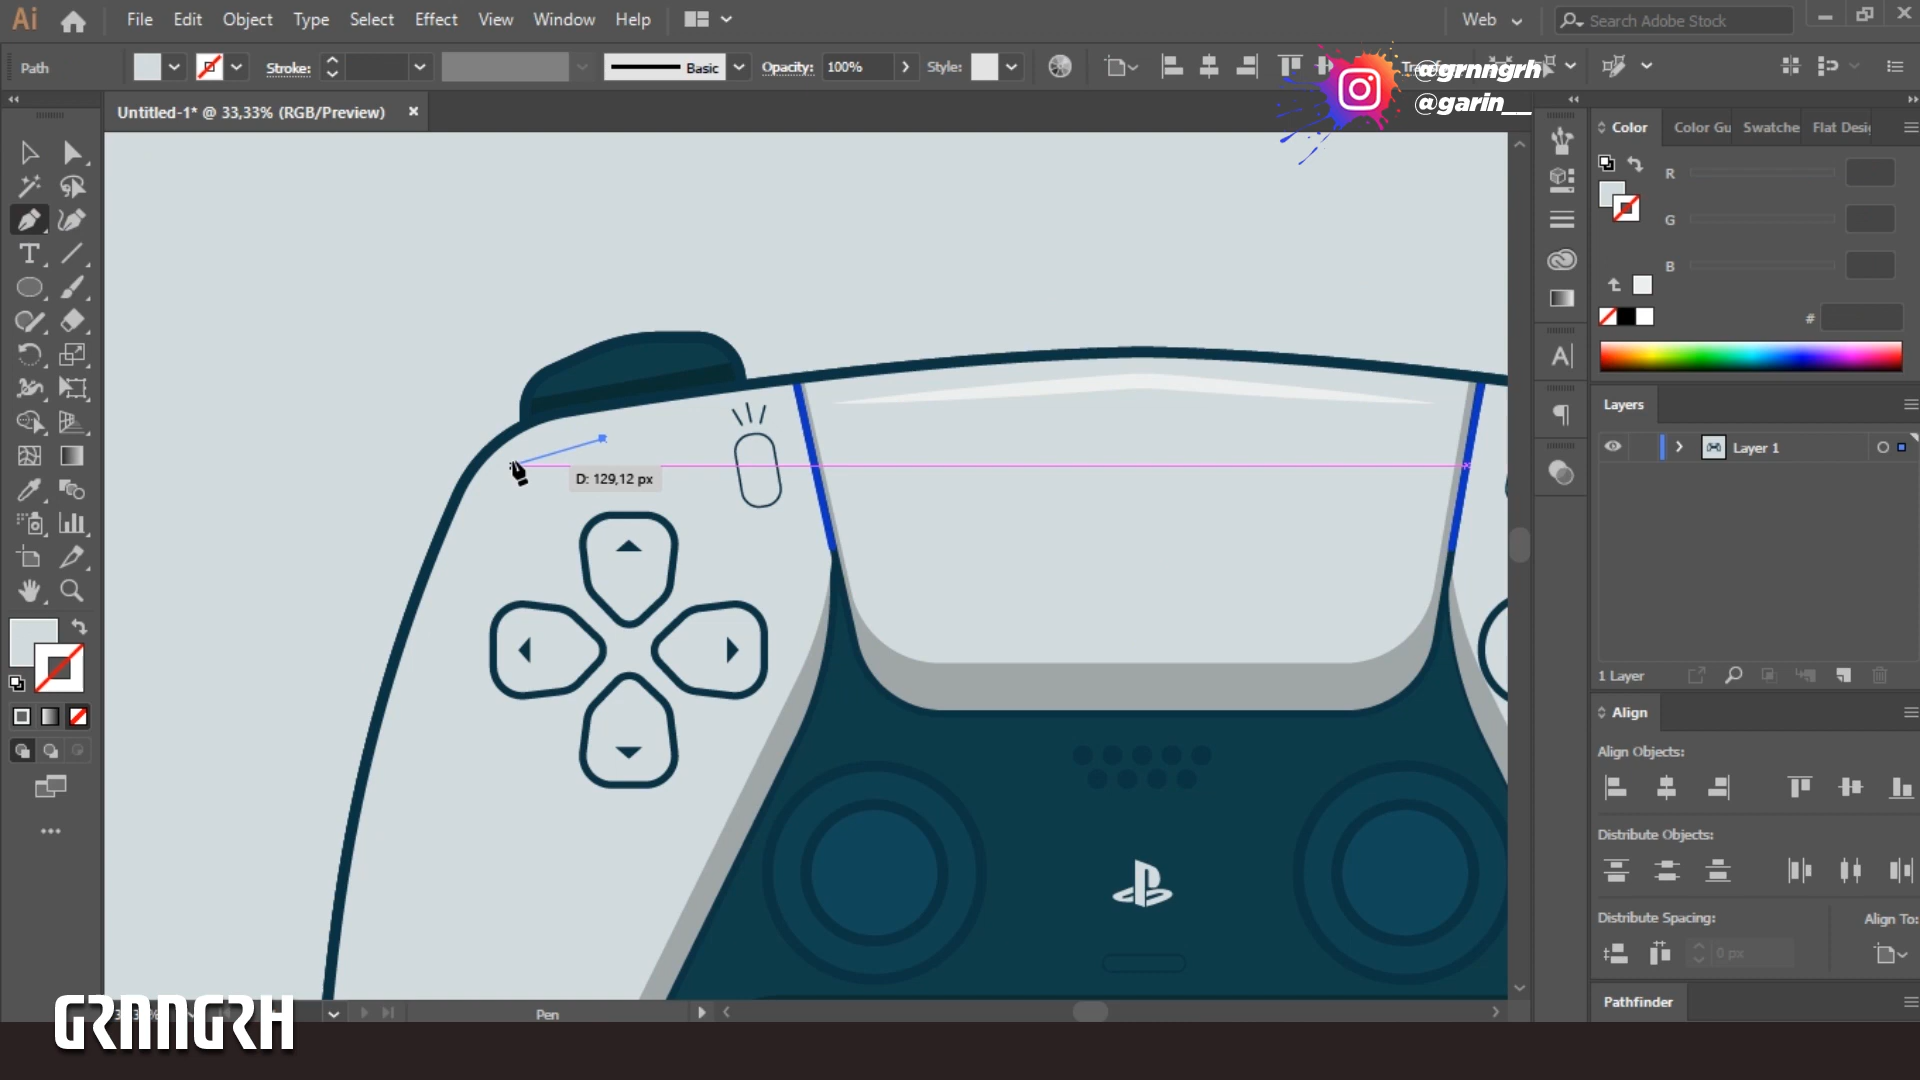 Ai File Edit Object Type Select Effect View Window Help Web Search Adobe Stock
Path Stroke: Basic Opacity: 100% Style:
@grnngrh
@garin__
Untitled-1* @ 33,33% (RGB/Preview)
Color Color Gu Swatche Flat Desi
R
G
B
#
D: 129,12 px
Layers
Layer 1
1 Layer
Align
Align Objects:
Distribute Objects:
Distribute Spacing: Align To:
0 px
Pathfinder
Pen
GRNNGRH